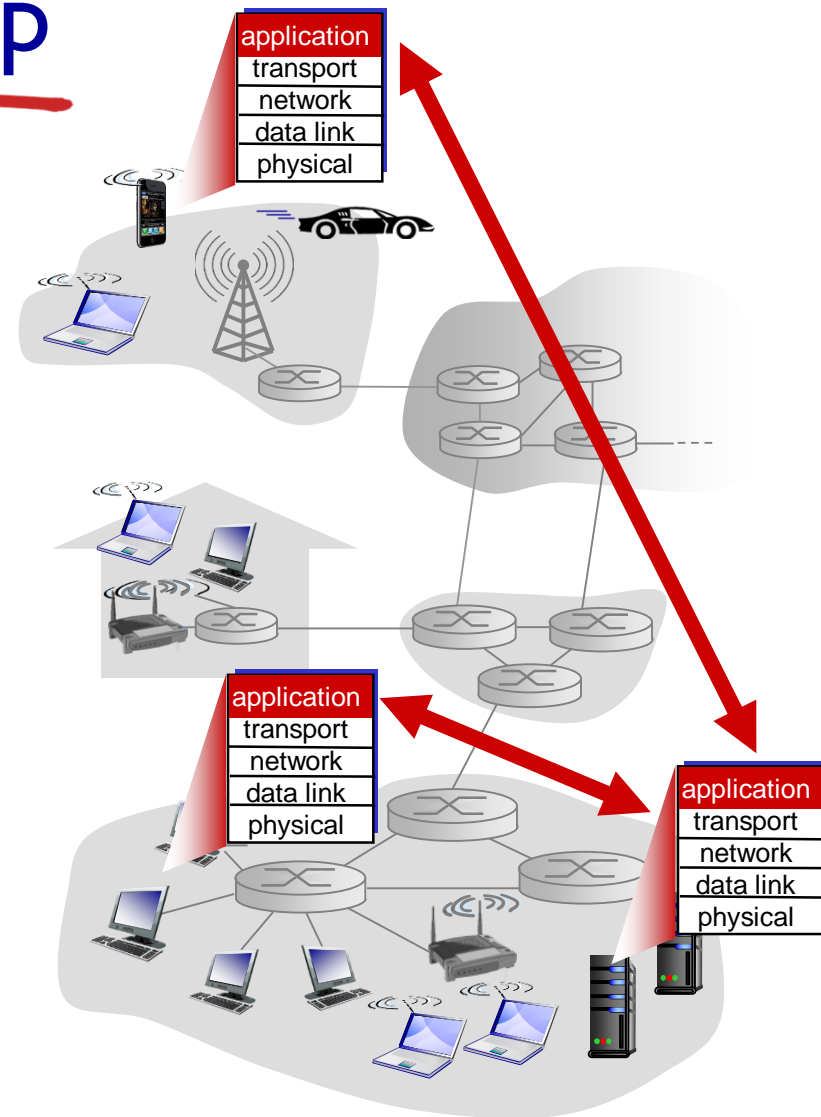 p
application
transport
network
data link
physical
application
transport
network
data link
physical
application
transport
network
data link
physical